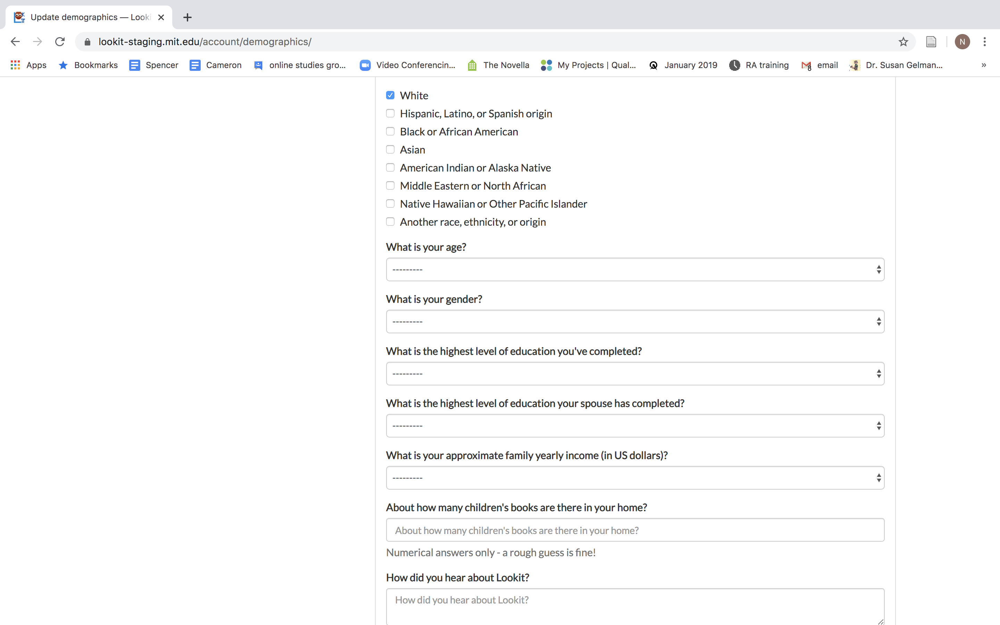 Update demographics — Looki
lookit-staging.mit.edu/account/demographics/
N
Apps Bookmarks Spencer Cameron online studies gro... Video Conferencin... The Novella My Projects | Qual... January 2019 RA training 8 email Dr. Susan Gelman... »
White
Hispanic, Latino, or Spanish origin
Black or African American
Asian
American Indian or Alaska Native
Middle Eastern or North African
Native Hawaiian or Other Pacific Islander
Another race, ethnicity, or origin
What is your age?
---------
What is your gender?
---------
What is the highest level of education you've completed?
---------
What is the highest level of education your spouse has completed?
---------
What is your approximate family yearly income (in US dollars)?
---------
About how many children's books are there in your home?
About how many children's books are there in your home?
Numerical answers only - a rough guess is fine!
How did you hear about Lookit?
How did you hear about Lookit?